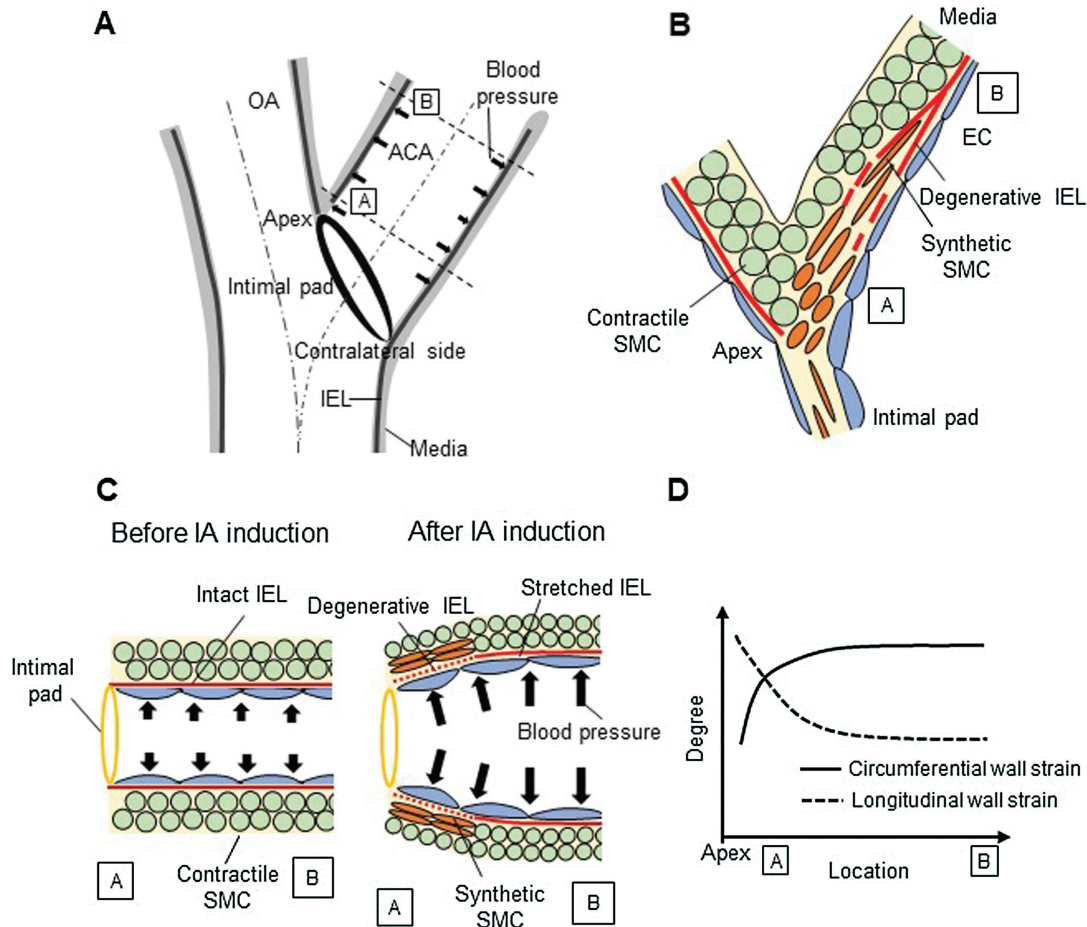 A
OA
B
Blood
pressure
ACA
A
Apex
Intimal pad
Contralateral side
IEL
Media
B
Media
B
EC
Degenerative IEL
Synthetic
SMC
A
Contractile
SMC
Apex
Intimal pad
C
Before IA induction
After IA induction
Intact IEL
Degenerative IEL
Stretched IEL
Intimal
pad
Blood pressure
Contractile
SMC
Synthetic
SMC
A
B
A
B
D
Degree
Circumferential wall strain
Longitudinal wall strain
Apex
A
Location
B